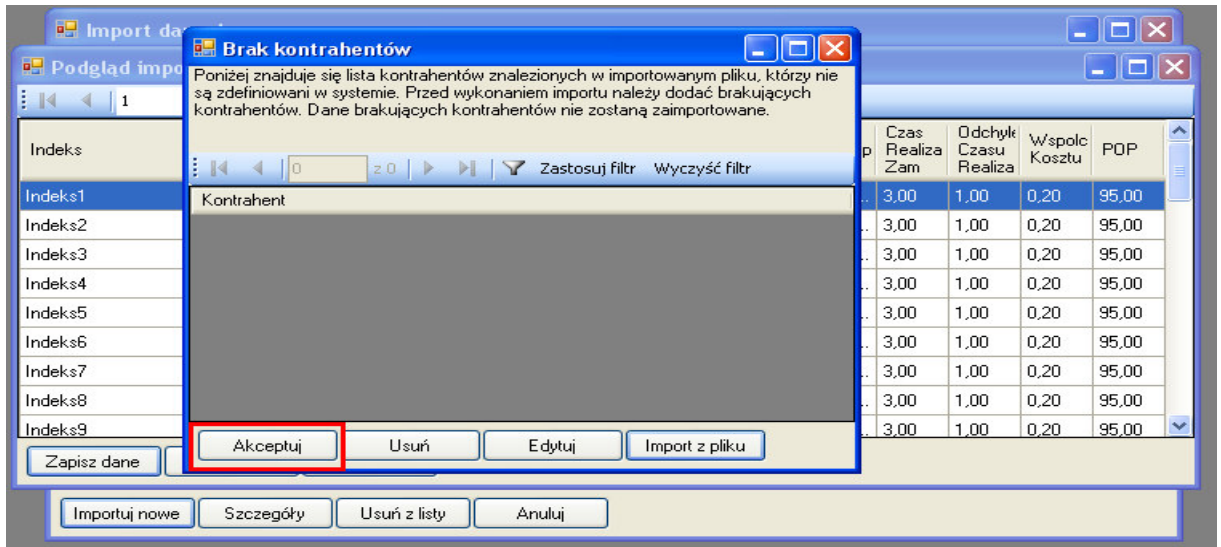 Import da
Podgląd impo
1
Brak kontrahentów
Poniżej znajduje się lista kontrahentów znalezionych w importowanym pliku, którzy nie
są zdefiniowani w systemie. Przed wykonaniem importu należy dodać brakujących
kontrahentów. Dane brakujących kontrahentów nie zostaną zaimportowane.
0 z 0 Zastosuj filtr Wyczyść filtr
Kontrahent
Akceptuj Usuń Edytuj Import z pliku
Indeks p Czas Realiza Zam Odchyle Czasu Realiza Wspolc Kosztu POP
Indeks1 .. 3,00 1,00 0,20 95,00
Indeks2 .. 3,00 1,00 0,20 95,00
Indeks3 .. 3,00 1,00 0,20 95,00
Indeks4 .. 3,00 1,00 0,20 95,00
Indeks5 .. 3,00 1,00 0,20 95,00
Indeks6 .. 3,00 1,00 0,20 95,00
Indeks7 .. 3,00 1,00 0,20 95,00
Indeks8 .. 3,00 1,00 0,20 95,00
Indeks9 .. 3,00 1,00 0,20 95,00
Zapisz dane
Importuj nowe Szczegóły Usuń z listy Anuluj